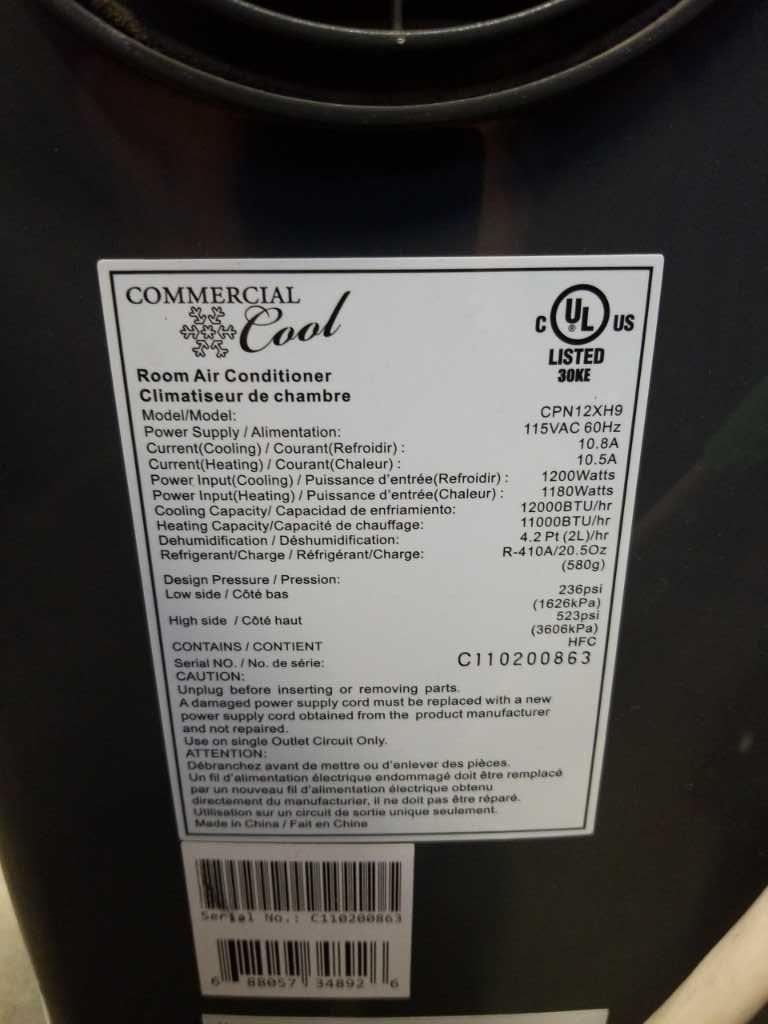 COMMERCIAL
Cool
C UL US
LISTED
30KE
Room Air Conditioner
Climatiseur de chambre
Model/Model: CPN12XH9
Power Supply / Alimentation: 115VAC 60Hz
Current(Cooling) / Courant(Refroidir) : 10.8A
Current(Heating) / Courant(Chaleur) : 10.5A
Power Input(Cooling) / Puissance d'entrée(Refroidir) : 1200Watts
Power Input(Heating) / Puissance d'entrée(Chaleur) : 1180Watts
Cooling Capacity/ Capacidad de enfriamiento: 12000BTU/hr
Heating Capacity/Capacité de chauffage: 11000BTU/hr
Dehumidification / Déshumidification: 4.2 Pt (2L)/hr
Refrigerant/Charge / Réfrigérant/Charge: R-410A/20.5Oz
(580g)
Design Pressure / Pression:
Low side / Côté bas 236psi
(1626kPa)
High side / Côté haut 523psi
(3606kPa)
CONTAINS / CONTIENT HFC
Serial NO. / No. de série: C110200863
CAUTION:
Unplug before inserting or removing parts.
A damaged power supply cord must be replaced with a new
power supply cord obtained from the product manufacturer
and not repaired.
Use on single Outlet Circuit Only.
ATTENTION:
Débranchez avant de mettre ou d'enlever des pièces.
Un fil d'alimentation électrique endommagé doit être remplacé
par un nouveau fil d'alimentation électrique obtenu
directement du manufacturier, il ne doit pas être réparé.
Utilisation sur un circuit de sortie unique seulement.
Made in China / Fait en Chine
Serial No.: C110200863
6 88057 34892 6